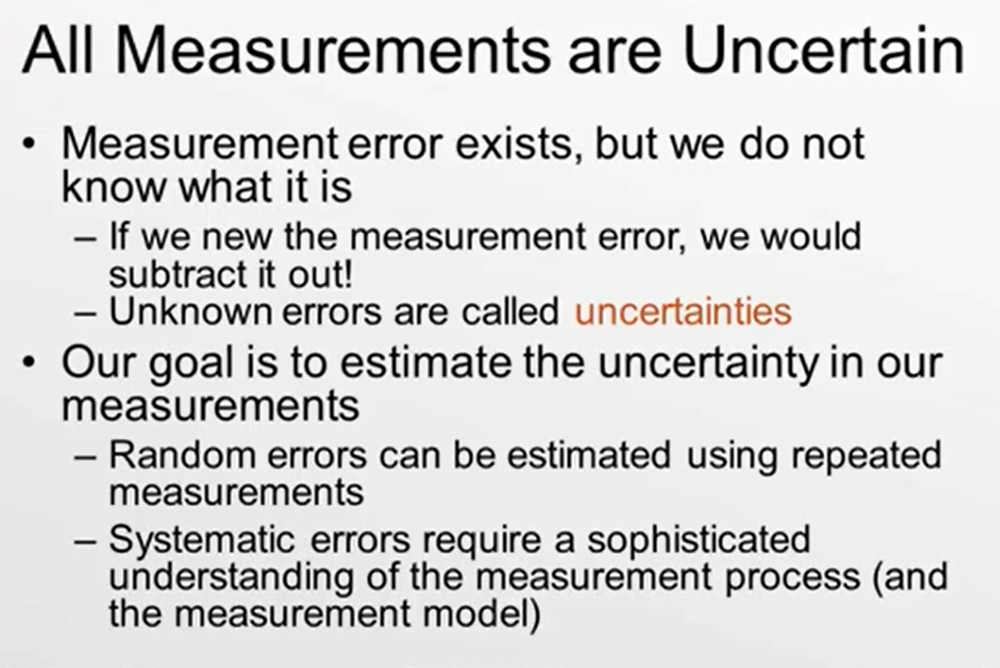 All Measurements are Uncertain
• Measurement error exists, but we do not
know what it is
– If we new the measurement error, we would
subtract it out!
– Unknown errors are called uncertainties
• Our goal is to estimate the uncertainty in our
measurements
– Random errors can be estimated using repeated
measurements
– Systematic errors require a sophisticated
understanding of the measurement process (and
the measurement model)